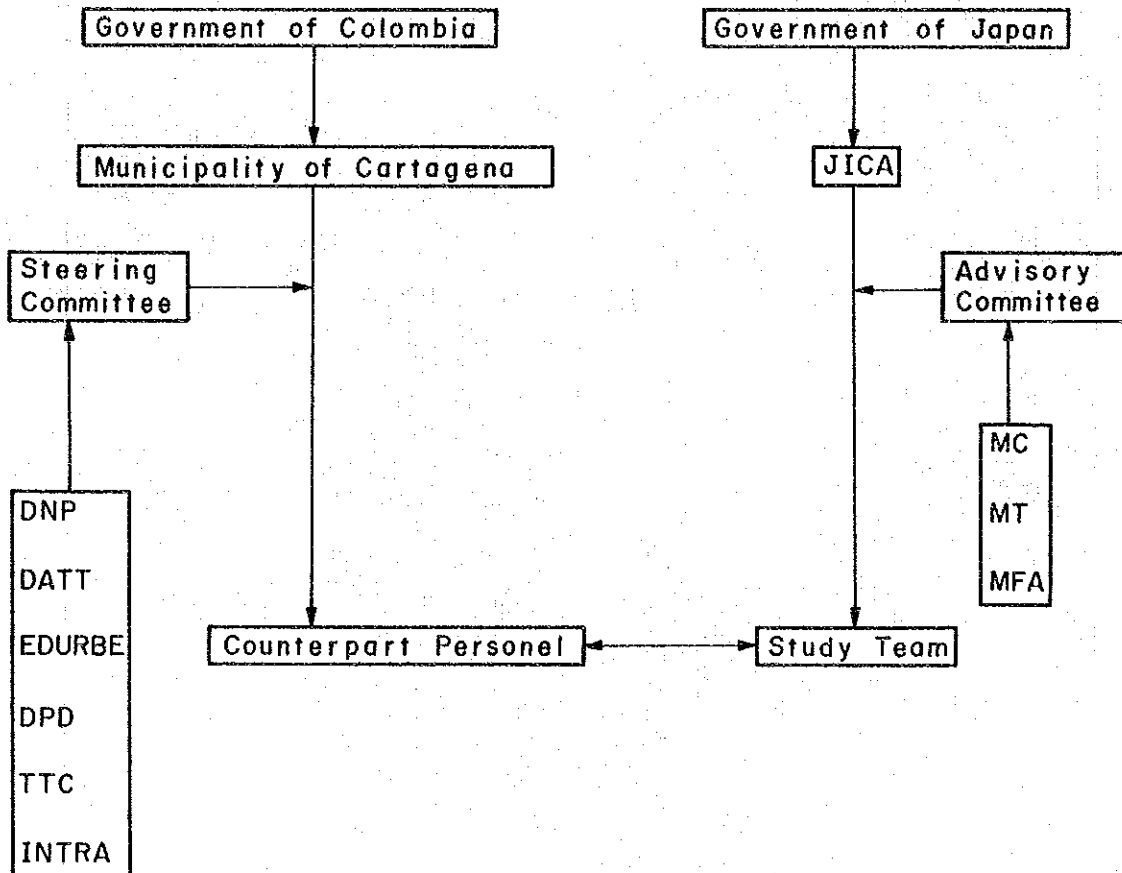 Government of Colombia
Government of Japan
Municipality of Cartagena
JICA
Steering
Committee
Advisory
Committee
MC
MT
MFA
DNP
DATT
EDURBE
DPD
TTC
INTRA
Counterpart Personel
Study Team